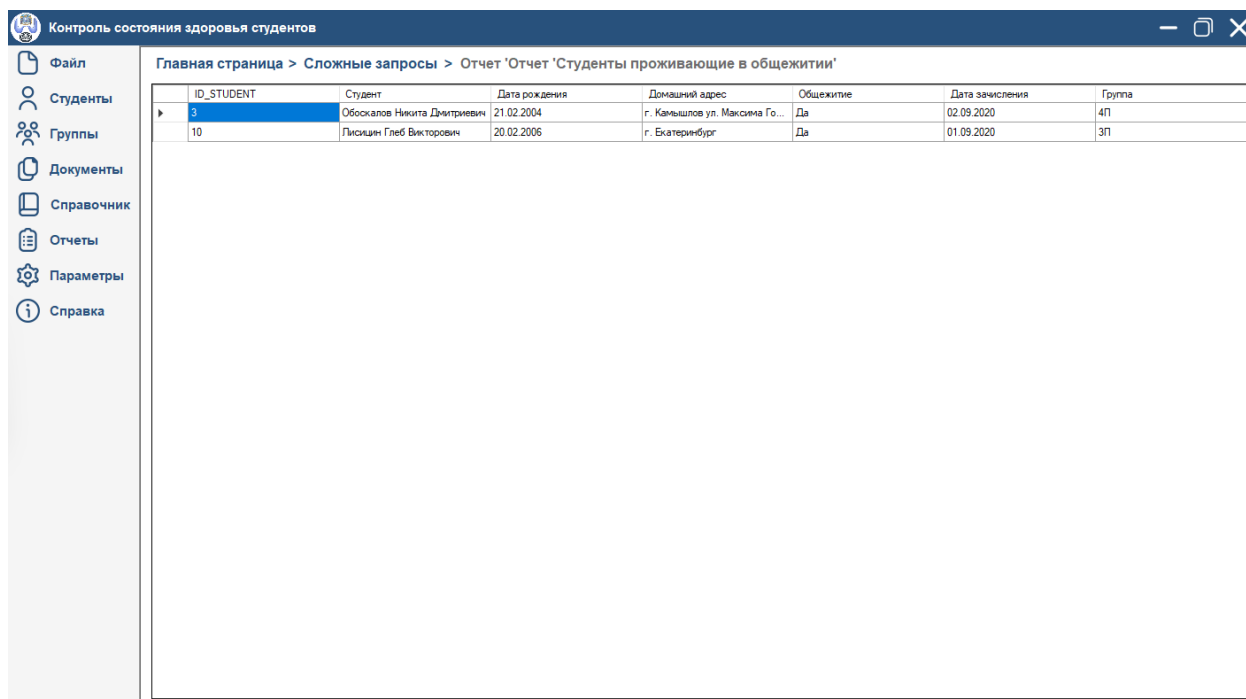 Контроль состояния здоровья студентов
Файл
Студенты
Группы
Документы
Справочник
Отчеты
Параметры
Справка
Главная страница > Сложные запросы > Отчет 'Отчет 'Студенты проживающие в общежитии'
ID_STUDENT Студент Дата рождения Домашний адрес Общежитие Дата зачисления Группа
3 Обоскалов Никита Дмитриевич 21.02.2004 г. Камышлов ул. Максима Го... Да 02.09.2020 4П
10 Лисицин Глеб Викторович 20.02.2006 г. Екатеринбург Да 01.09.2020 3П